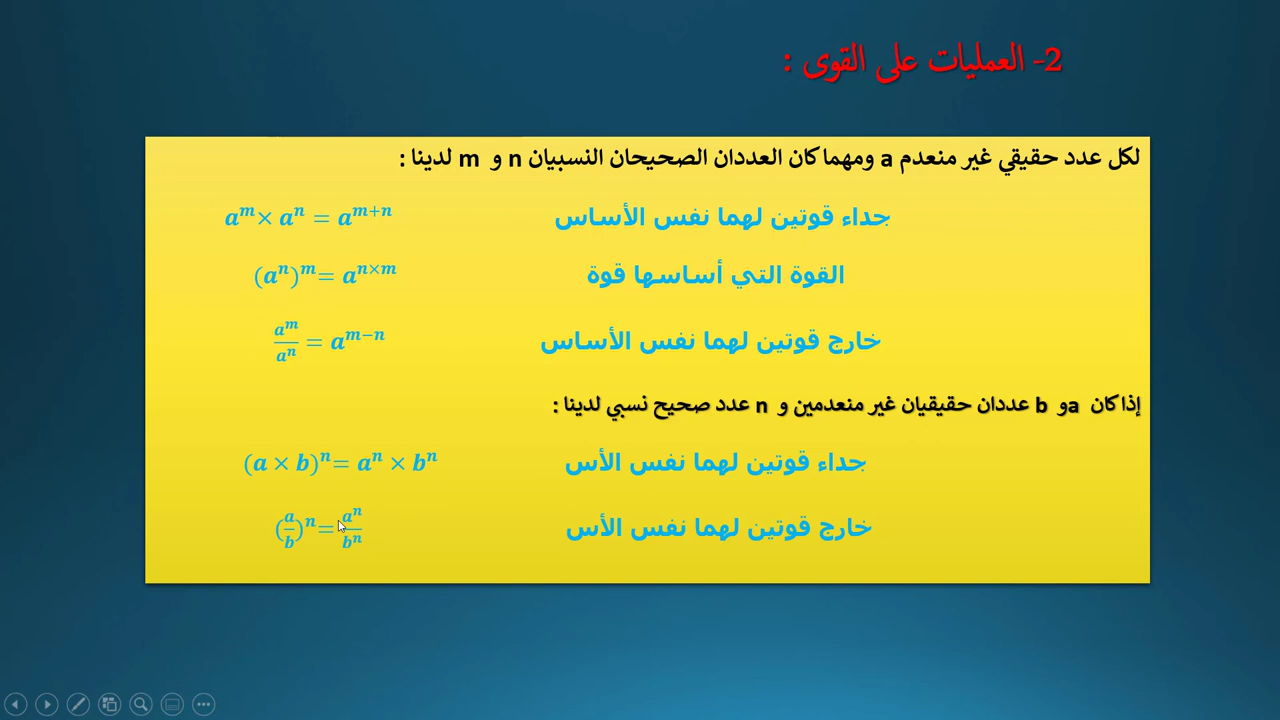 2- العمليات على القوى :
لكل عدد حقيقي غير منعدم a ومهما كان العددان الصحيحان النسبيان n و m لدينا :
جداء قوتين لهما نفس الأساس aᵐ × aⁿ = aᵐ⁺ⁿ
القوة التي أساسها قوة (aⁿ)ᵐ = aⁿˣᵐ
خارج قوتين لهما نفس الأساس aᵐ/aⁿ = aᵐ⁻ⁿ
إذا كان a و b عددان حقيقيان غير منعدمين و n عدد صحيح نسبي لدينا :
جداء قوتين لهما نفس الأس (a × b)ⁿ = aⁿ × bⁿ
خارج قوتين لهما نفس الأس (a/b)ⁿ = aⁿ/bⁿ